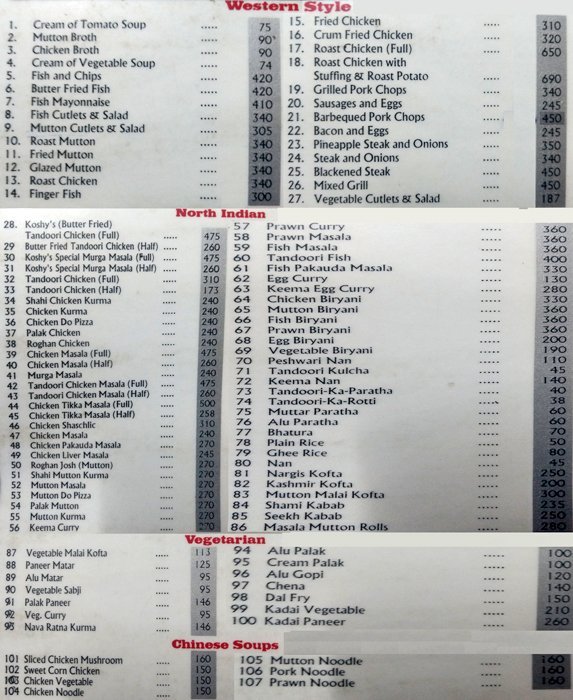 Western Style
1. Cream of Tomato Soup ..... 75
2. Mutton Broth ..... 90
3. Chicken Broth ..... 90
4. Cream of Vegetable Soup ..... 74
5. Fish and Chips ..... 420
6. Butter Fried Fish ..... 420
7. Fish Mayonnaise ..... 410
8. Fish Cutlets & Salad ..... 340
9. Mutton Cutlets & Salad ..... 305
10. Roast Mutton ..... 340
11. Fried Mutton ..... 340
12. Glazed Mutton ..... 340
13. Roast Chicken ..... 340
14. Finger Fish ..... 300
15. Fried Chicken ..... 310
16. Crum Fried Chicken ..... 320
17. Roast Chicken (Full) ..... 650
18. Roast Chicken with
Stuffing & Roast Potato ..... 690
19. Grilled Pork Chops ..... 340
20. Sausages and Eggs ..... 245
21. Barbequed Pork Chops ..... 450
22. Bacon and Eggs ..... 245
23. Pineapple Steak and Onions ..... 350
24. Steak and Onions ..... 340
25. Blackened Steak ..... 450
26. Mixed Grill ..... 450
27. Vegetable Cutlets & Salad ..... 187
North Indian
28. Koshy's (Butter Fried)
Tandoori Chicken (Full) ..... 475
29 Butter Fried Tandoori Chicken (Half) ..... 260
30 Koshy's Special Murga Masala (Full) ..... 475
31 Koshy's Special Murga Masala (Half) ..... 260
32 Tandoori Chicken (Full) ..... 310
33 Tandoori Chicken (Half) ..... 173
34 Shahi Chicken Kurma ..... 240
35 Chicken Kurma ..... 240
36 Chicken Do Pizza ..... 240
37 Palak Chicken ..... 240
38 Roghan Chicken ..... 240
39 Chicken Masala (Full) ..... 475
40 Chicken Masala (Half) ..... 260
41 Murga Masala ..... 240
42 Tandoori Chicken Masala (Full) ..... 475
43 Tandoori Chicken Masala (Half) ..... 260
44 Chicken Tikka Masala (Full) ..... 500
45 Chicken Tikka Masala (Half) ..... 258
46 Chicken Shaschlic ..... 310
47 Chicken Masala ..... 240
48 Chicken Pakauda Masala ..... 270
49 Chicken Liver Masala ..... 245
50 Roghan Josh (Mutton) ..... 270
51 Shahi Mutton Kurma ..... 270
52 Mutton Masala ..... 270
53 Mutton Do Pizza ..... 270
54 Palak Mutton ..... 270
55 Mutton Kurma ..... 270
56 Keema Curry ..... 270
57 Prawn Curry ..... 360
58 Prawn Masala ..... 360
59 Fish Masala ..... 360
60 Tandoori Fish ..... 400
61 Fish Pakauda Masala ..... 330
62 Egg Curry ..... 130
63 Keema Egg Curry ..... 280
64 Chicken Biryani ..... 330
65 Mutton Biryani ..... 360
66 Fish Biryani ..... 360
67 Prawn Biryani ..... 360
68 Egg Biryani ..... 200
69 Vegetable Biryani ..... 190
70 Peshwari Nan ..... 110
71 Tandoori Kulcha ..... 45
72 Keema Nan ..... 140
73 Tandoori-Ka-Paratha ..... 40
74 Tandoori-Ka-Rotti ..... 38
75 Muttar Paratha ..... 60
76 Alu Paratha ..... 60
77 Bhatura ..... 70
78 Plain Rice ..... 50
79 Ghee Rice ..... 80
80 Nan ..... 45
81 Nargis Kofta ..... 250
82 Kashmir Kofta ..... 200
83 Mutton Malai Kofta ..... 300
84 Shami Kabab ..... 235
85 Seekh Kabab ..... 250
86 Masala Mutton Rolls ..... 280
Vegetarian
87 Vegetable Malai Kofta ..... 113
88 Paneer Matar ..... 125
89 Alu Matar ..... 95
90 Vegetable Sabji ..... 95
91 Palak Paneer ..... 146
92 Veg. Curry ..... 95
93 Nava Ratna Kurma ..... 146
94 Alu Palak ..... 100
95 Cream Palak ..... 100
96 Alu Gopi ..... 120
97 Chena ..... 140
98 Dal Fry ..... 150
99 Kadai Vegetable ..... 210
100 Kadai Paneer ..... 260
Chinese Soups
101 Sliced Chicken Mushroom ..... 160
102 Sweet Corn Chicken ..... 150
103 Chicken Vegetable ..... 150
104 Chicken Noodle ..... 150
105 Mutton Noodle ..... 160
106 Pork Noodle ..... 160
107 Prawn Noodle ..... 160